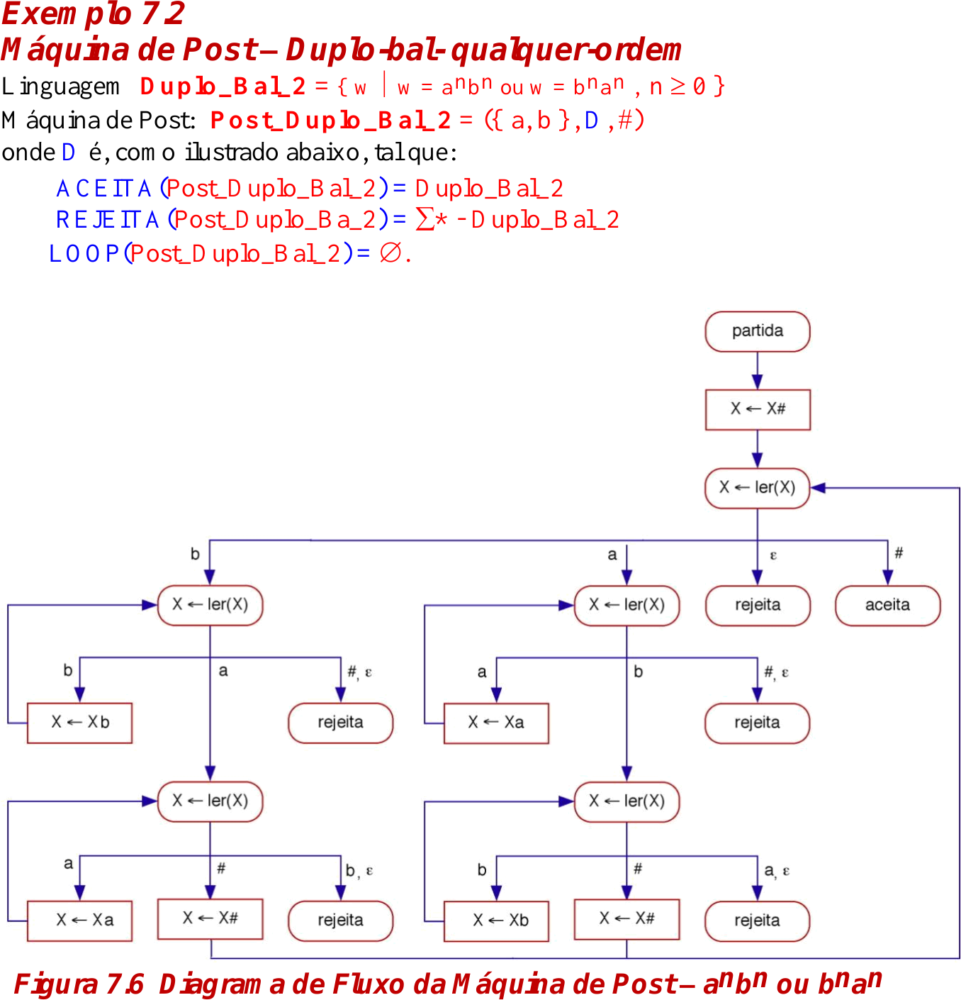 Exemplo 7.2
Máquina de Post – Duplo-bal-qualquer-ordem
Linguagem Duplo_Bal_2 = { w | w = aⁿbⁿ ou w = bⁿaⁿ , n ≥ 0 }
Máquina de Post: Post_Duplo_Bal_2 = ({ a, b }, D , #)
onde D é, como ilustrado abaixo, tal que:
ACEITA(Post_Duplo_Bal_2) = Duplo_Bal_2
REJEITA(Post_Duplo_Ba_2) = ∑* - Duplo_Bal_2
LOOP(Post_Duplo_Bal_2) = ∅.
partida
X ← X#
X ← ler(X)
b
a
ε
#
X ← ler(X)
X ← ler(X)
rejeita
aceita
b
a
#, ε
a
b
#, ε
X ← Xb
rejeita
X ← Xa
rejeita
X ← ler(X)
X ← ler(X)
a
#
b, ε
b
#
a, ε
X ← Xa
X ← X#
rejeita
X ← Xb
X ← X#
rejeita
Figura 7.6 Diagrama de Fluxo da Máquina de Post – aⁿbⁿ ou bⁿaⁿ